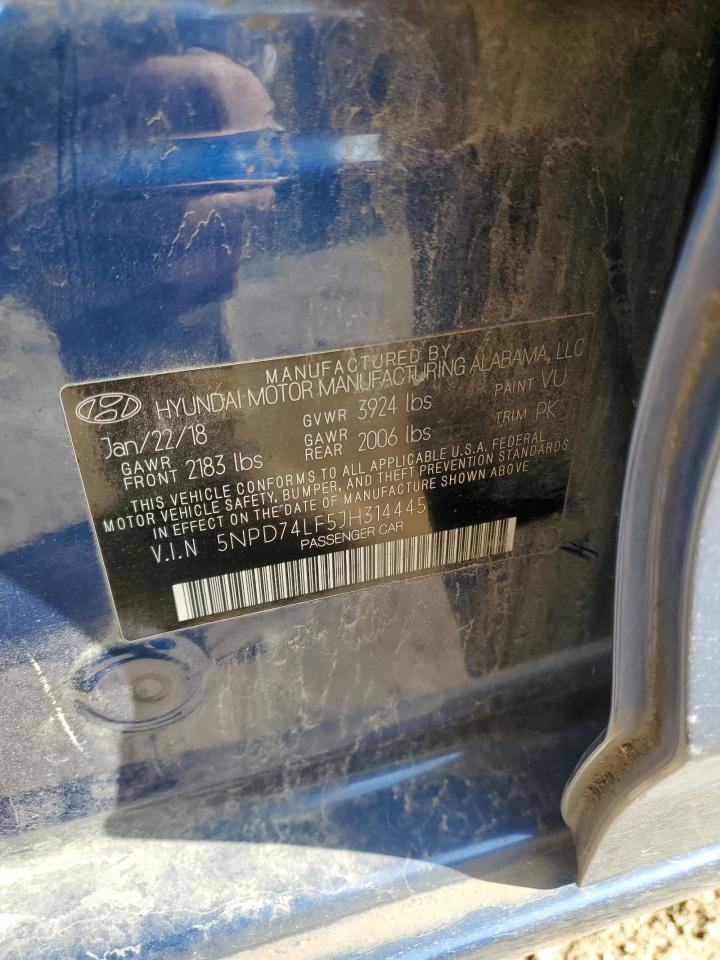 MANUFACTURED BY
HYUNDAI MOTOR MANUFACTURING ALABAMA, LLC
Jan/22/18 GVWR 3924 lbs PAINT VU
GAWR FRONT 2183 lbs GAWR REAR 2006 lbs TRIM PK
THIS VEHICLE CONFORMS TO ALL APPLICABLE U.S.A. FEDERAL
MOTOR VEHICLE SAFETY, BUMPER, AND THEFT PREVENTION STANDARDS
IN EFFECT ON THE DATE OF MANUFACTURE SHOWN ABOVE
V.I.N 5NPD74LF5JH314445
PASSENGER CAR